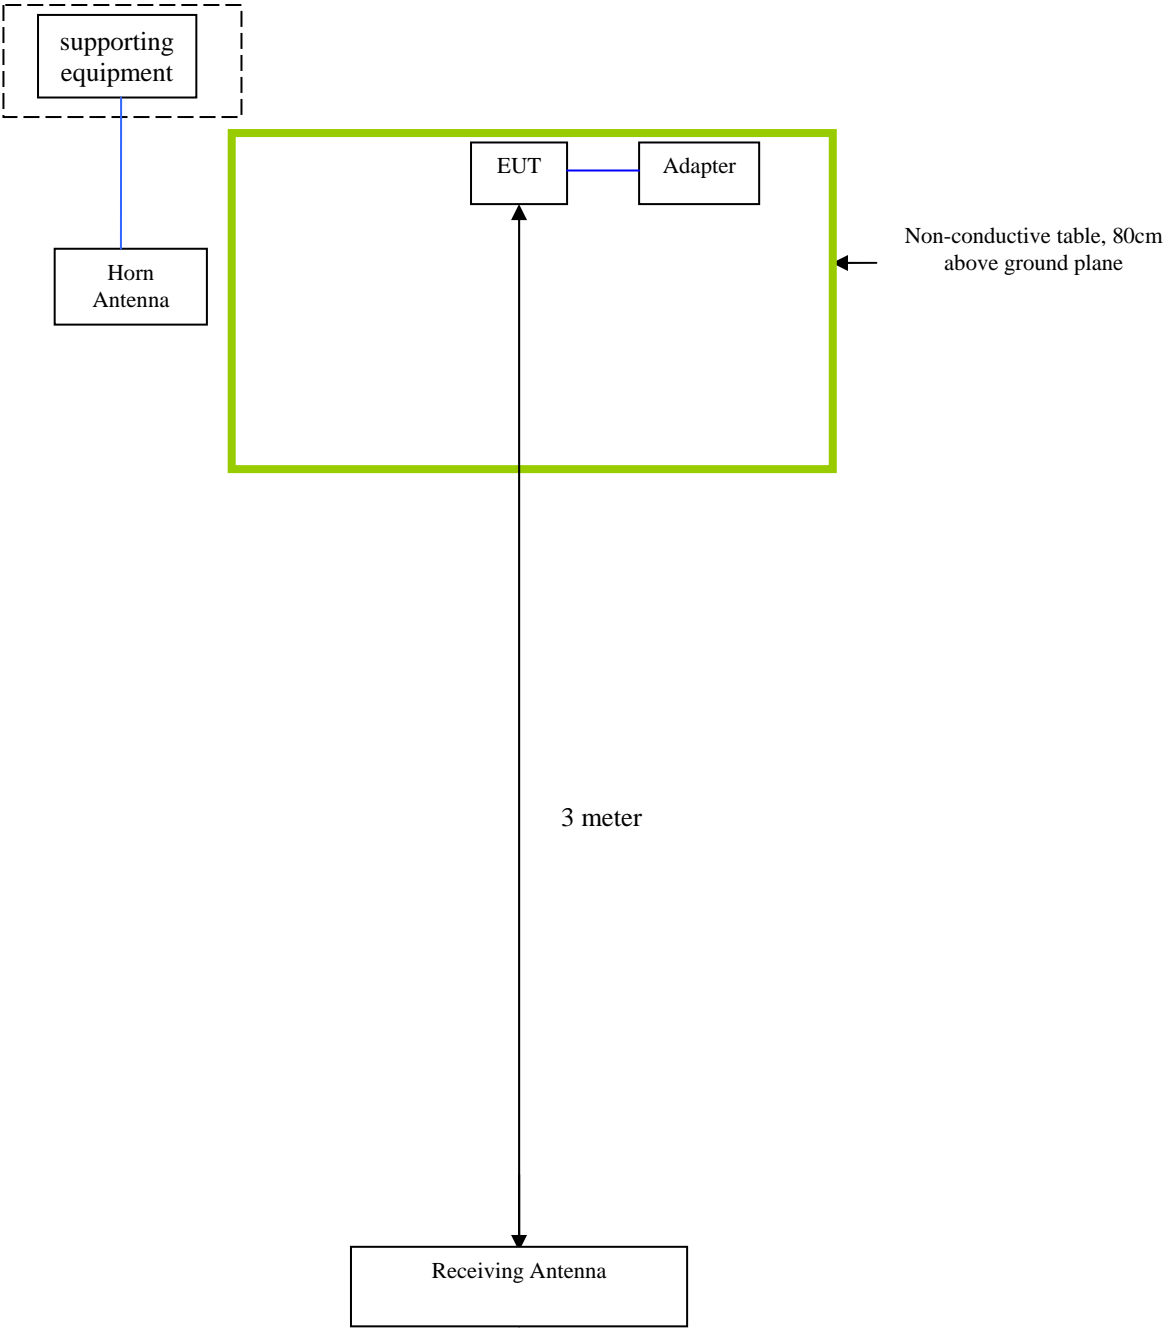 supporting
equipment
EUT
Adapter
Non-conductive table, 80cm
above ground plane
Horn
Antenna
3 meter
Receiving Antenna